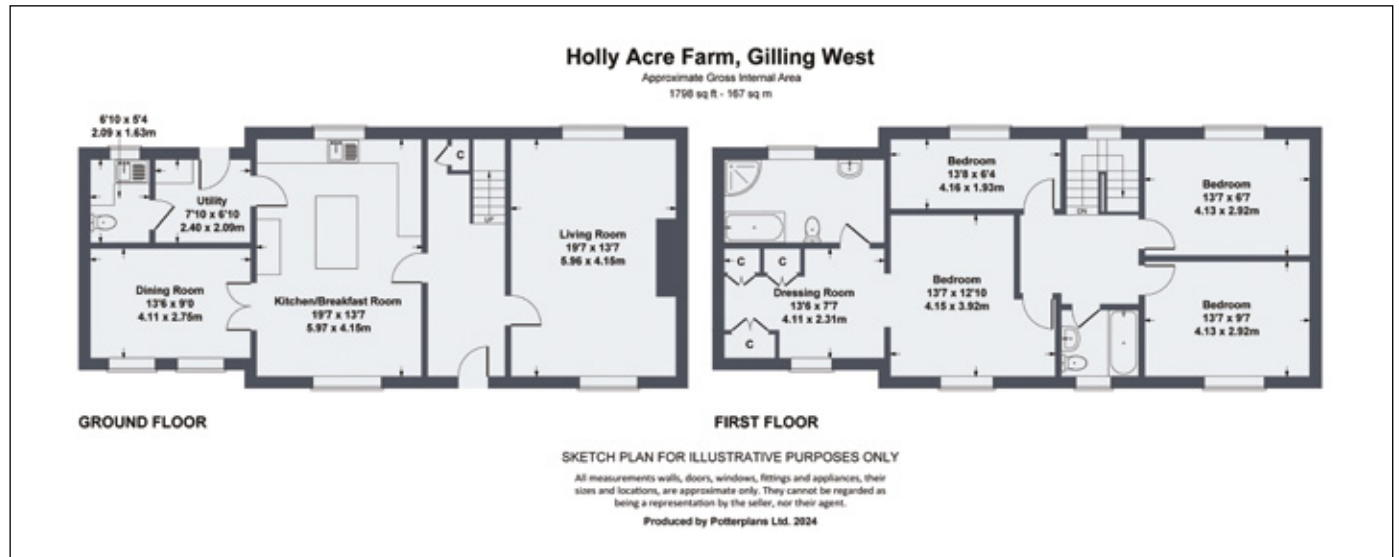 Holly Acre Farm, Gilling West
Approximate Gross Internal Area
1798 sq ft - 167 sq m
6'10 x 5'4
2.09 x 1.63m
Utility
7'10 x 6'10
2.40 x 2.09m
Dining Room
13'6 x 9'0
4.11 x 2.75m
Kitchen/Breakfast Room
19'7 x 13'7
5.97 x 4.15m
C
UP
Living Room
19'7 x 13'7
5.96 x 4.15m
GROUND FLOOR
Bedroom
13'8 x 6'4
4.16 x 1.93m
DN
Bedroom
13'7 x 6'7
4.13 x 2.92m
C
C
Dressing Room
13'6 x 7'7
4.11 x 2.31m
C
Bedroom
13'7 x 12'10
4.15 x 3.92m
Bedroom
13'7 x 9'7
4.13 x 2.92m
FIRST FLOOR
SKETCH PLAN FOR ILLUSTRATIVE PURPOSES ONLY
All measurements walls, doors, windows, fittings and appliances, their
sizes and locations, are approximate only. They cannot be regarded as
being a representation by the seller, nor their agent.
Produced by Potterplans Ltd. 2024